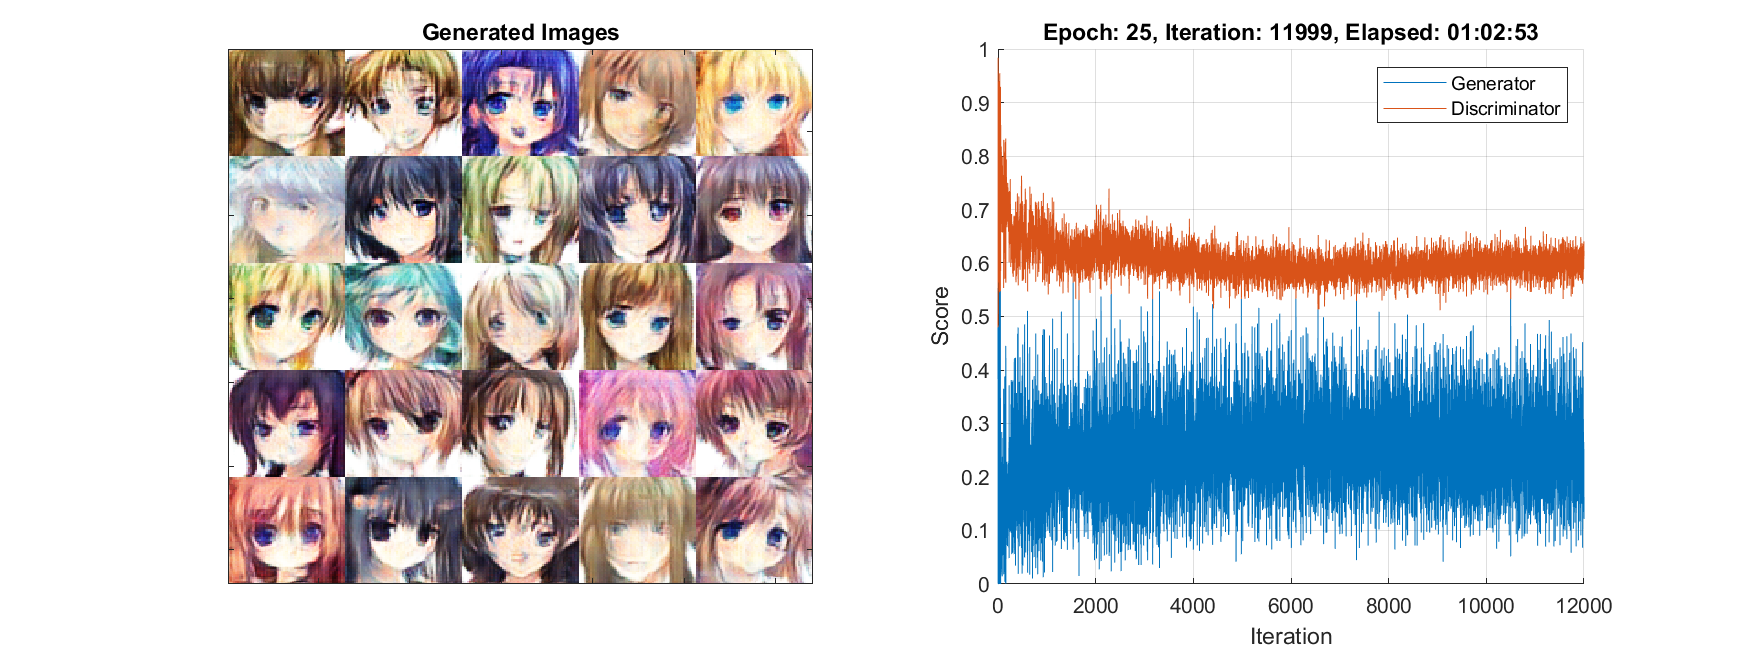 Generated Images
Epoch: 25, Iteration: 11999, Elapsed: 01:02:53
Generator
Discriminator
Score
1
0.9
0.8
0.7
0.6
0.5
0.4
0.3
0.2
0.1
0
0 2000 4000 6000 8000 10000 12000
Iteration